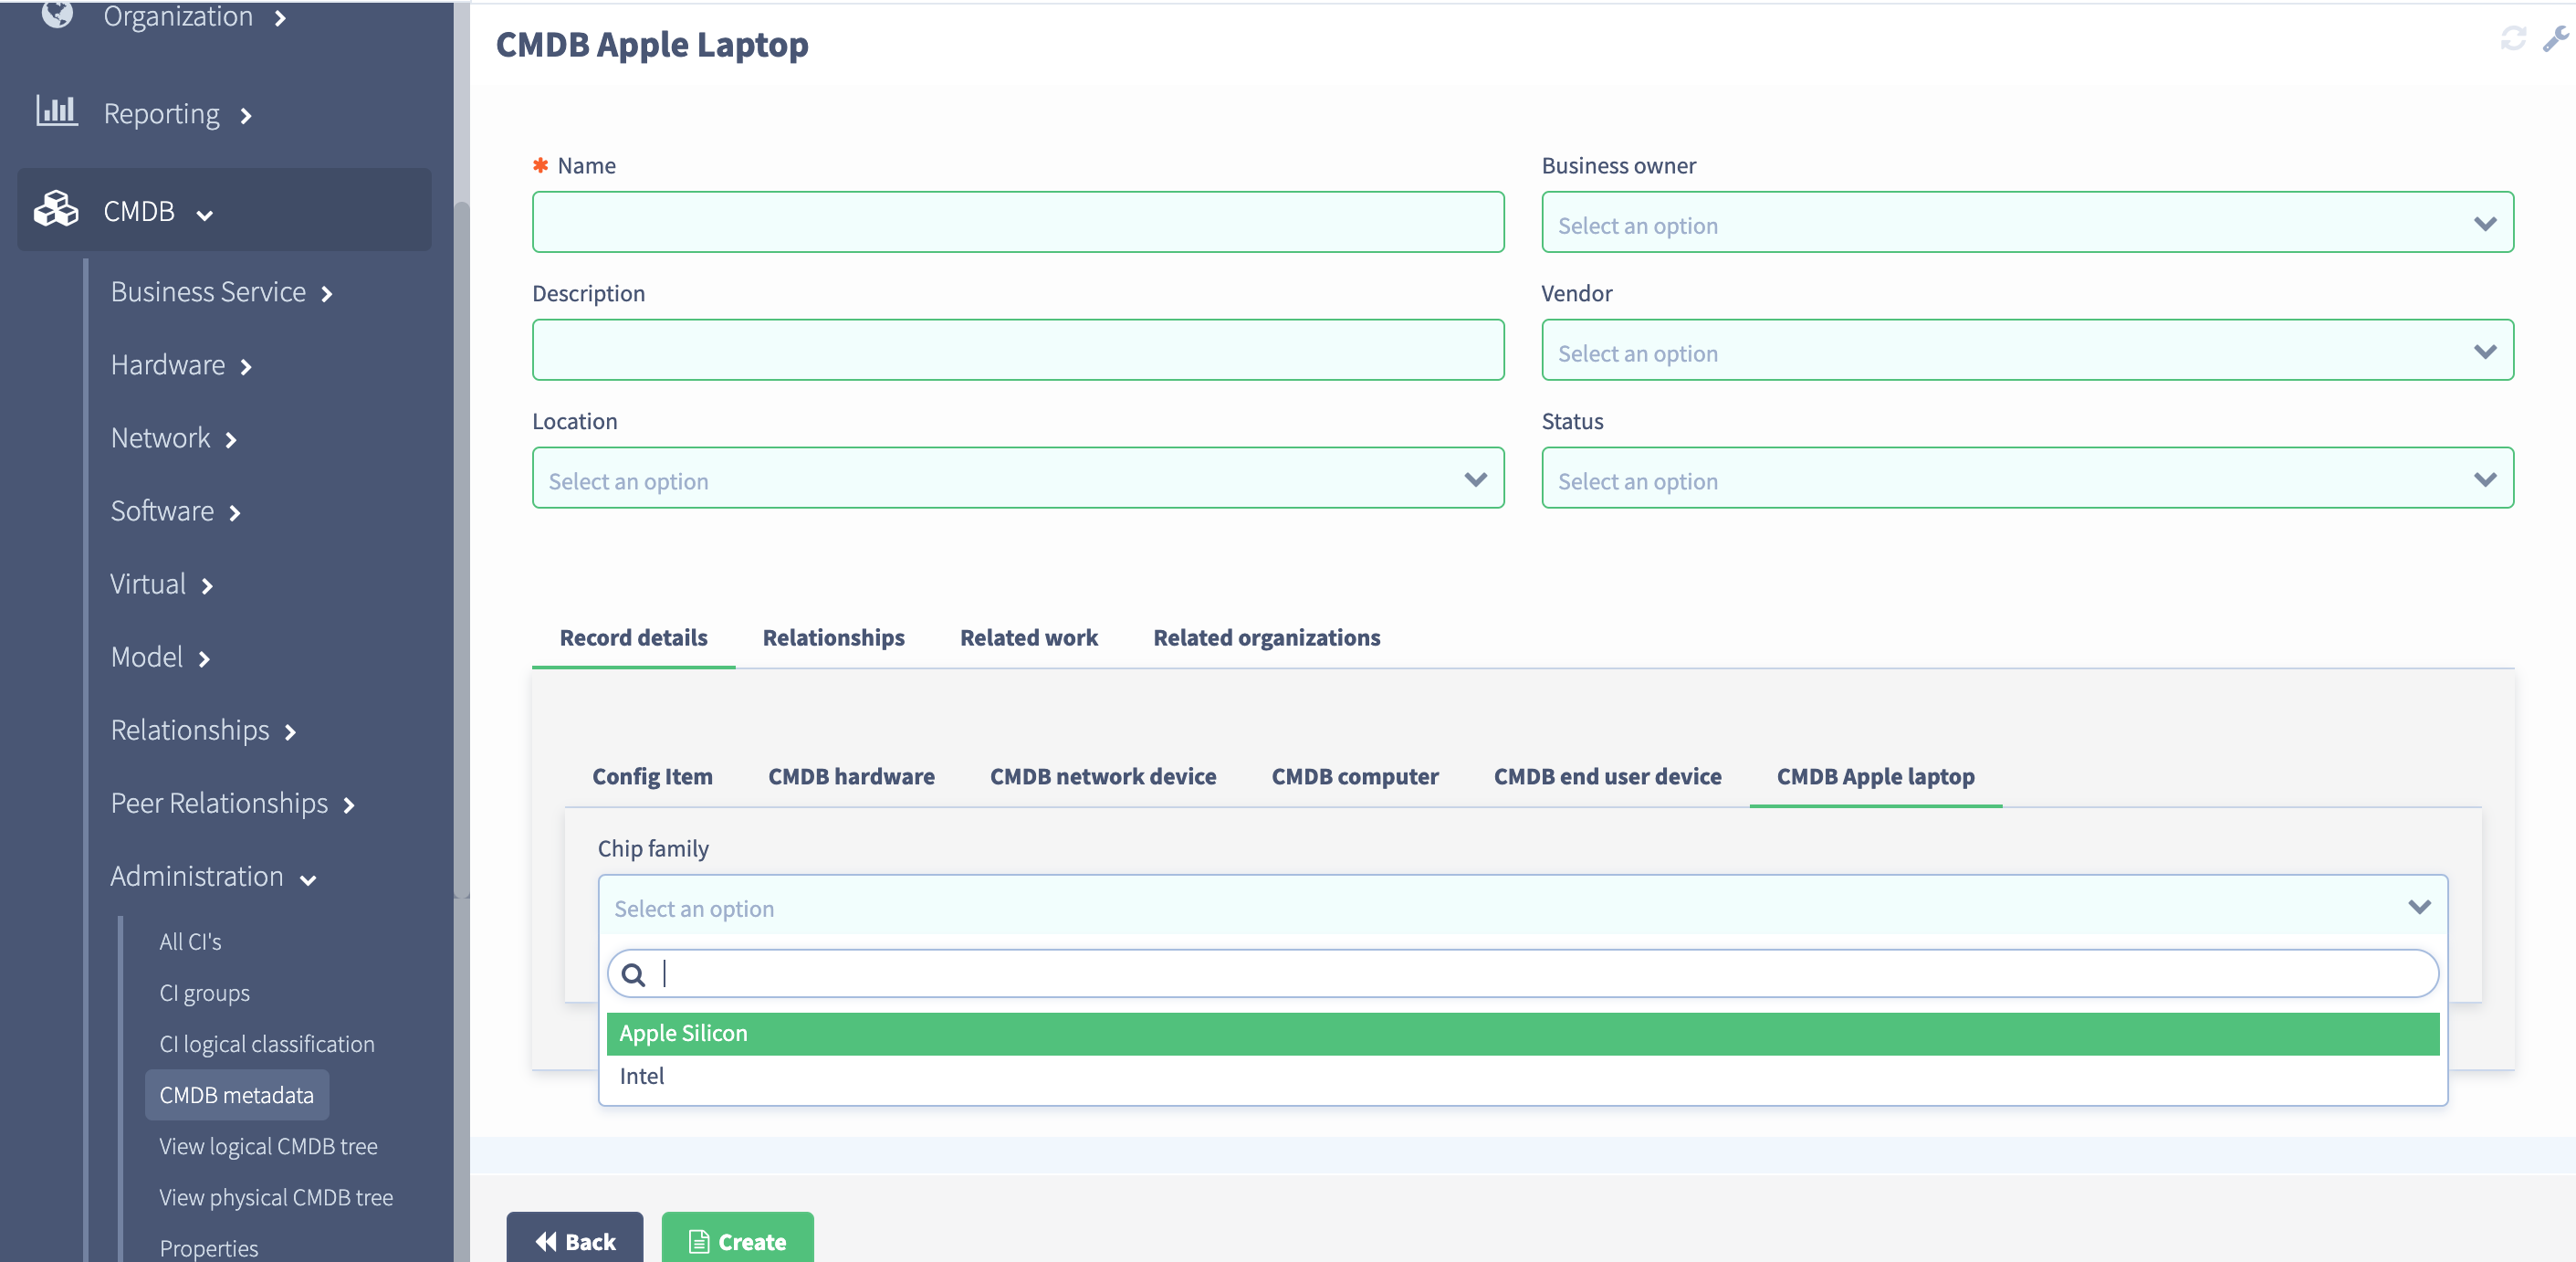 Organization
Reporting
CMDB
Business Service
Hardware
Network
Software
Virtual
Model
Relationships
Peer Relationships
Administration
All CI's
CI groups
CI logical classification
CMDB metadata
View logical CMDB tree
View physical CMDB tree
Properties
CMDB Apple Laptop
* Name
Business owner
Select an option
Description
Vendor
Select an option
Location
Status
Select an option
Select an option
Record details Relationships Related work Related organizations
Config Item CMDB hardware CMDB network device CMDB computer CMDB end user device CMDB Apple laptop
Chip family
Select an option
Apple Silicon
Intel
Back Create